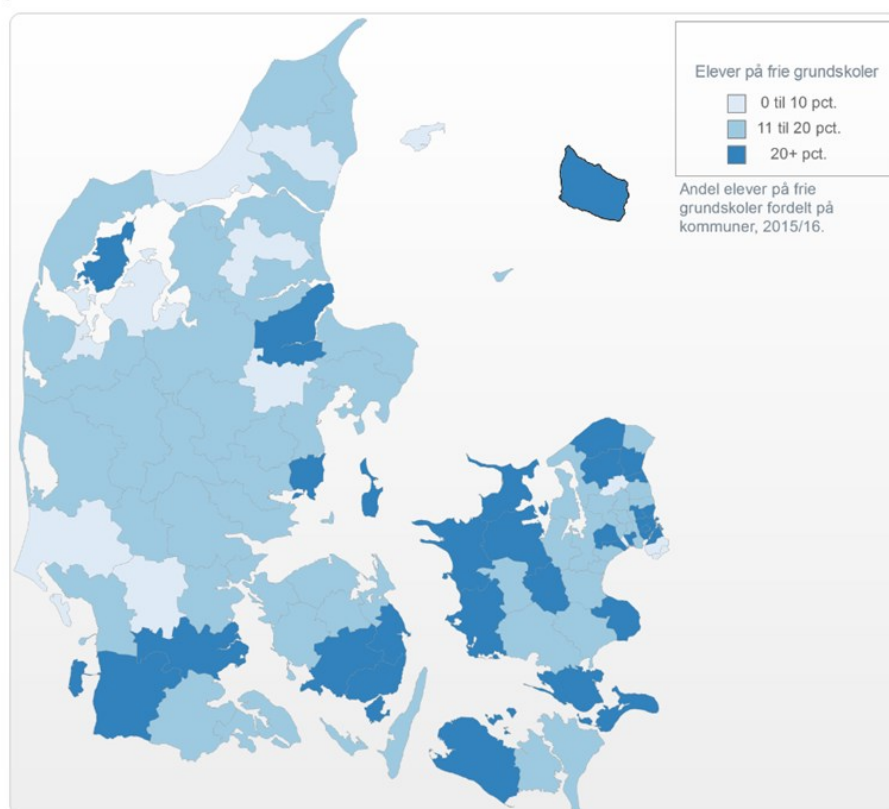 Elever på frie grundskoler
0 til 10 pct.
11 til 20 pct.
20+ pct.
Andel elever på frie
grundskoler fordelt på
kommuner, 2015/16.